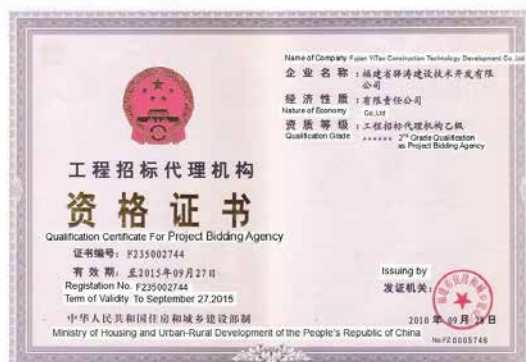 工程招标代理机构
资格证书
Qualification Certificate For Project Bidding Agency
证书编号：F235002744
有 效 期：至2015年09月27日
Registation No. F235002744
Term of Validity To September 27,2015
中华人民共和国住房和城乡建设部制
Ministry of Housing and Urban-Rural Development of the People's Republic of China
Name of Company Fujian YiTao Construction Technology Development Co.,Ltd
企 业 名 称：福建省驿涛建设技术开发有限
公司
经 济 性 质：有限责任公司
Nature of Economy Co,Ltd
资 质 等 级：工程招标代理机构乙级
Qualification Grade ****** 2nd Grade Qualification
as Project Bidding Agency
Issuing by
发证机关：
2010 年 09 月 28 日
No.FZ 0005746